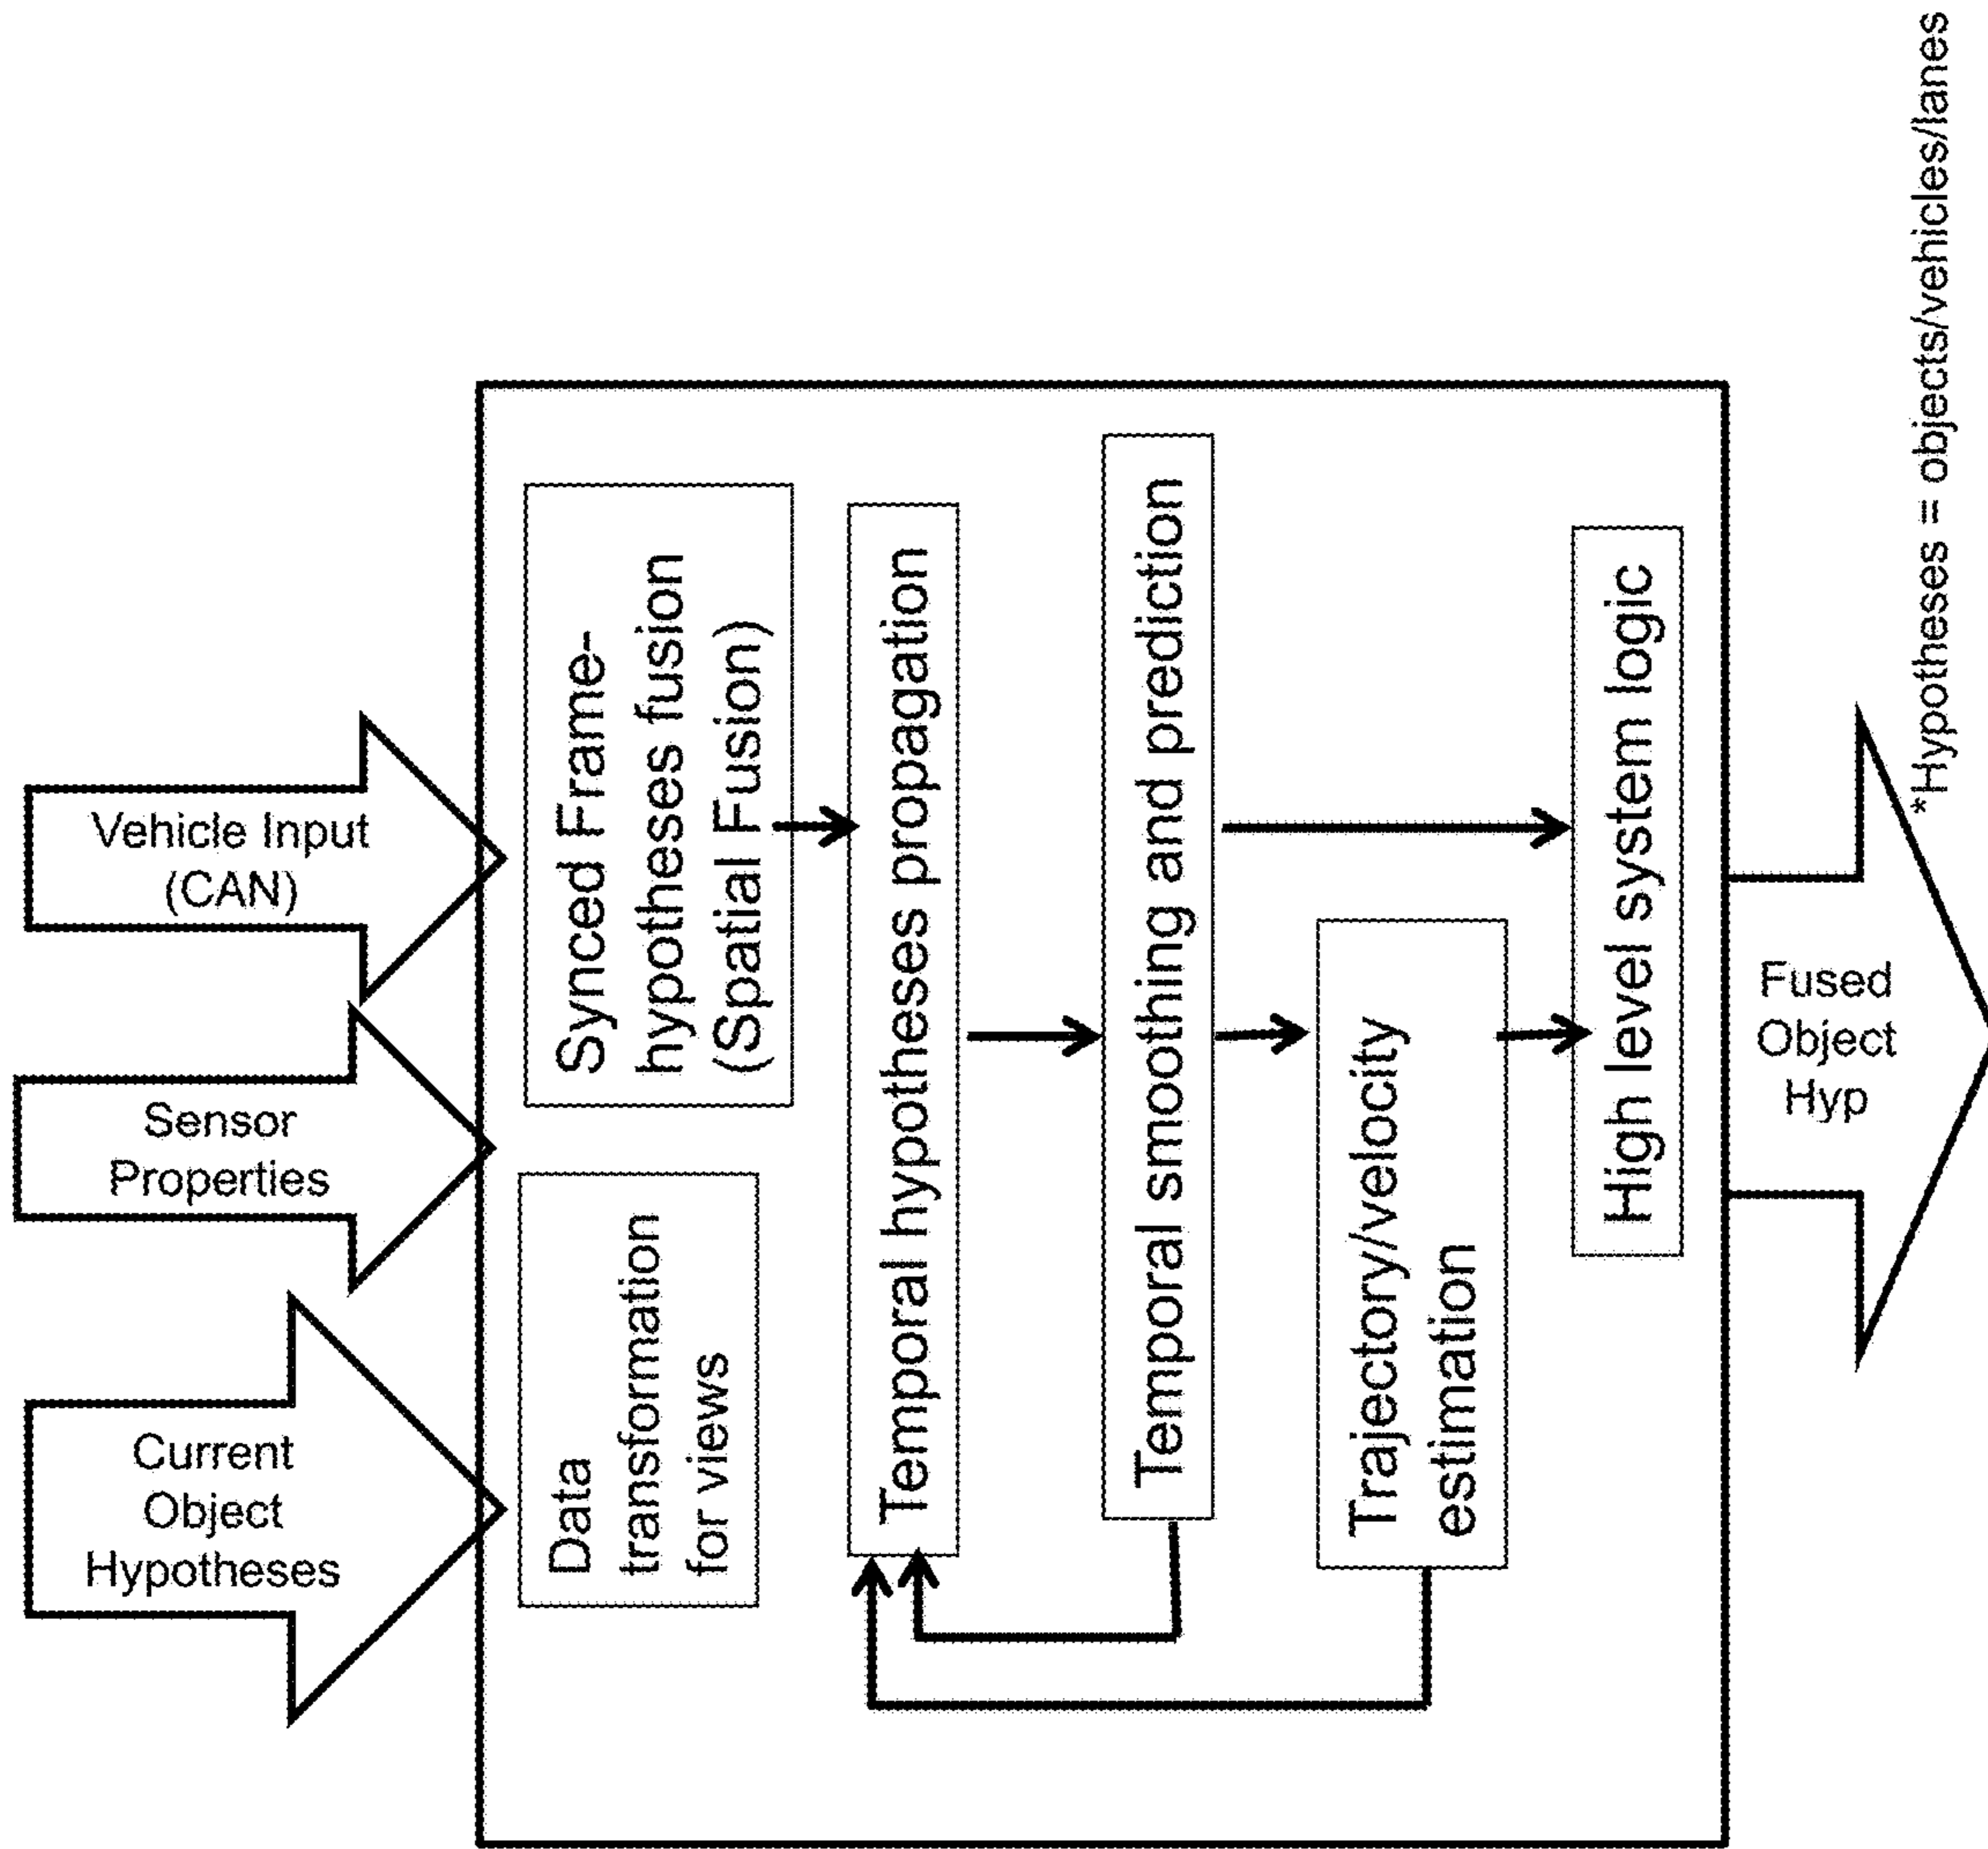 Current
Object
Hypotheses
Sensor
Properties
Vehicle Input
(CAN)
Data
transformation
for views
Synced Frame-
hypotheses fusion
(Spatial Fusion)
Temporal hypotheses propagation
Temporal smoothing and prediction
Trajectory/velocity
estimation
High level system logic
Fused
Object
Hyp
*Hypotheses = objects/vehicles/lanes